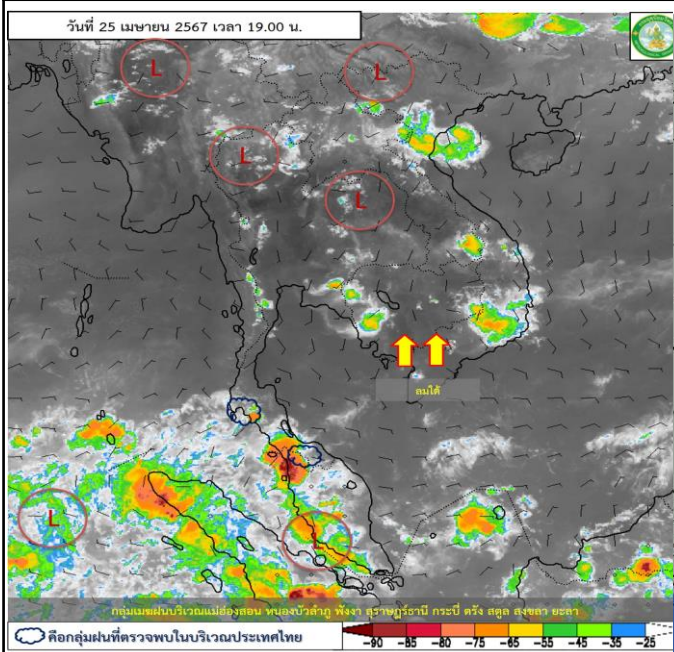 วันที่ 25 เมษายน 2567 เวลา 19.00 น.
L
L
L
L
ลมใต้
L
L
กลุ่มเมฆฝนบริเวณแม่ฮ่องสอน หนองบัวลำภู พังงา สุราษฎร์ธานี กระบี่ ตรัง สตูล สงขลา ยะลา
คือกลุ่มฝนที่ตรวจพบในบริเวณประเทศไทย
-90 -85 -80 -75 -65 -55 -45 -35 -25